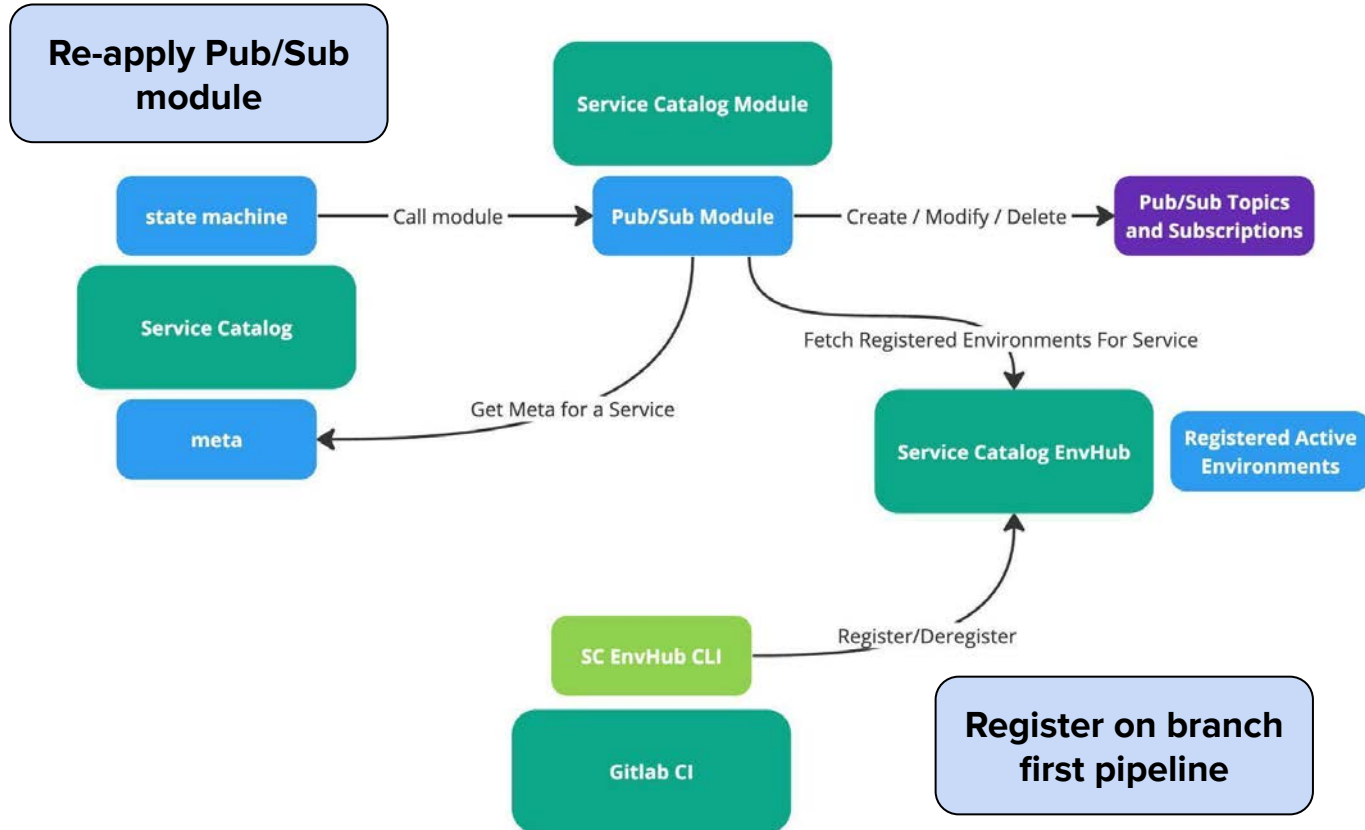 Re-apply Pub/Sub
module
Service Catalog Module
state machine
Call module
Pub/Sub Module
Create / Modify / Delete
Pub/Sub Topics
and Subscriptions
Service Catalog
Fetch Registered Environments For Service
Get Meta for a Service
meta
Service Catalog EnvHub
Registered Active
Environments
SC EnvHub CLI
Register/Deregister
Gitlab CI
Register on branch
first pipeline